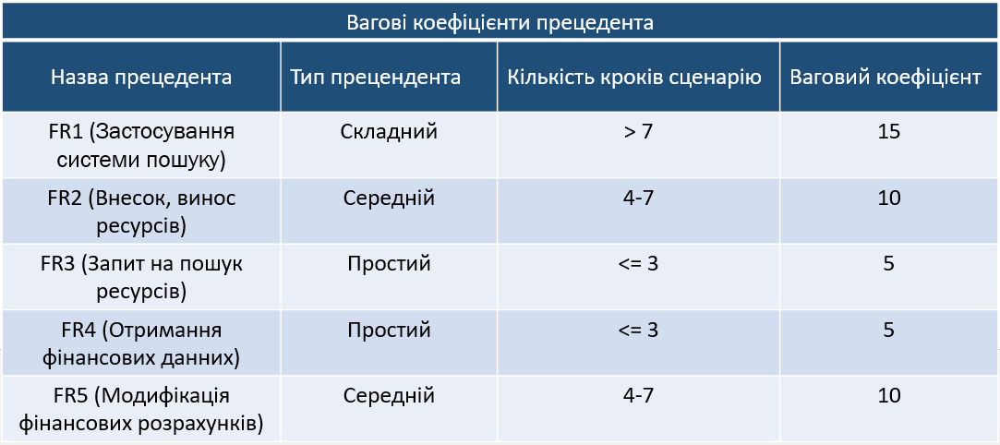 Вагові коефіцієнти прецедента
Назва прецедента
Тип прецендента
Кількість кроків сценарію
Ваговий коефіцієнт
FR1 (Застосування
системи пошуку)
Складний
> 7
15
FR2 (Внесок, винос
ресурсів)
Середній
4-7
10
FR3 (Запит на пошук
ресурсів)
Простий
<= 3
5
FR4 (Отримання
фінансових данних)
Простий
<= 3
5
FR5 (Модифікація
фінансових розрахунків)
Середній
4-7
10